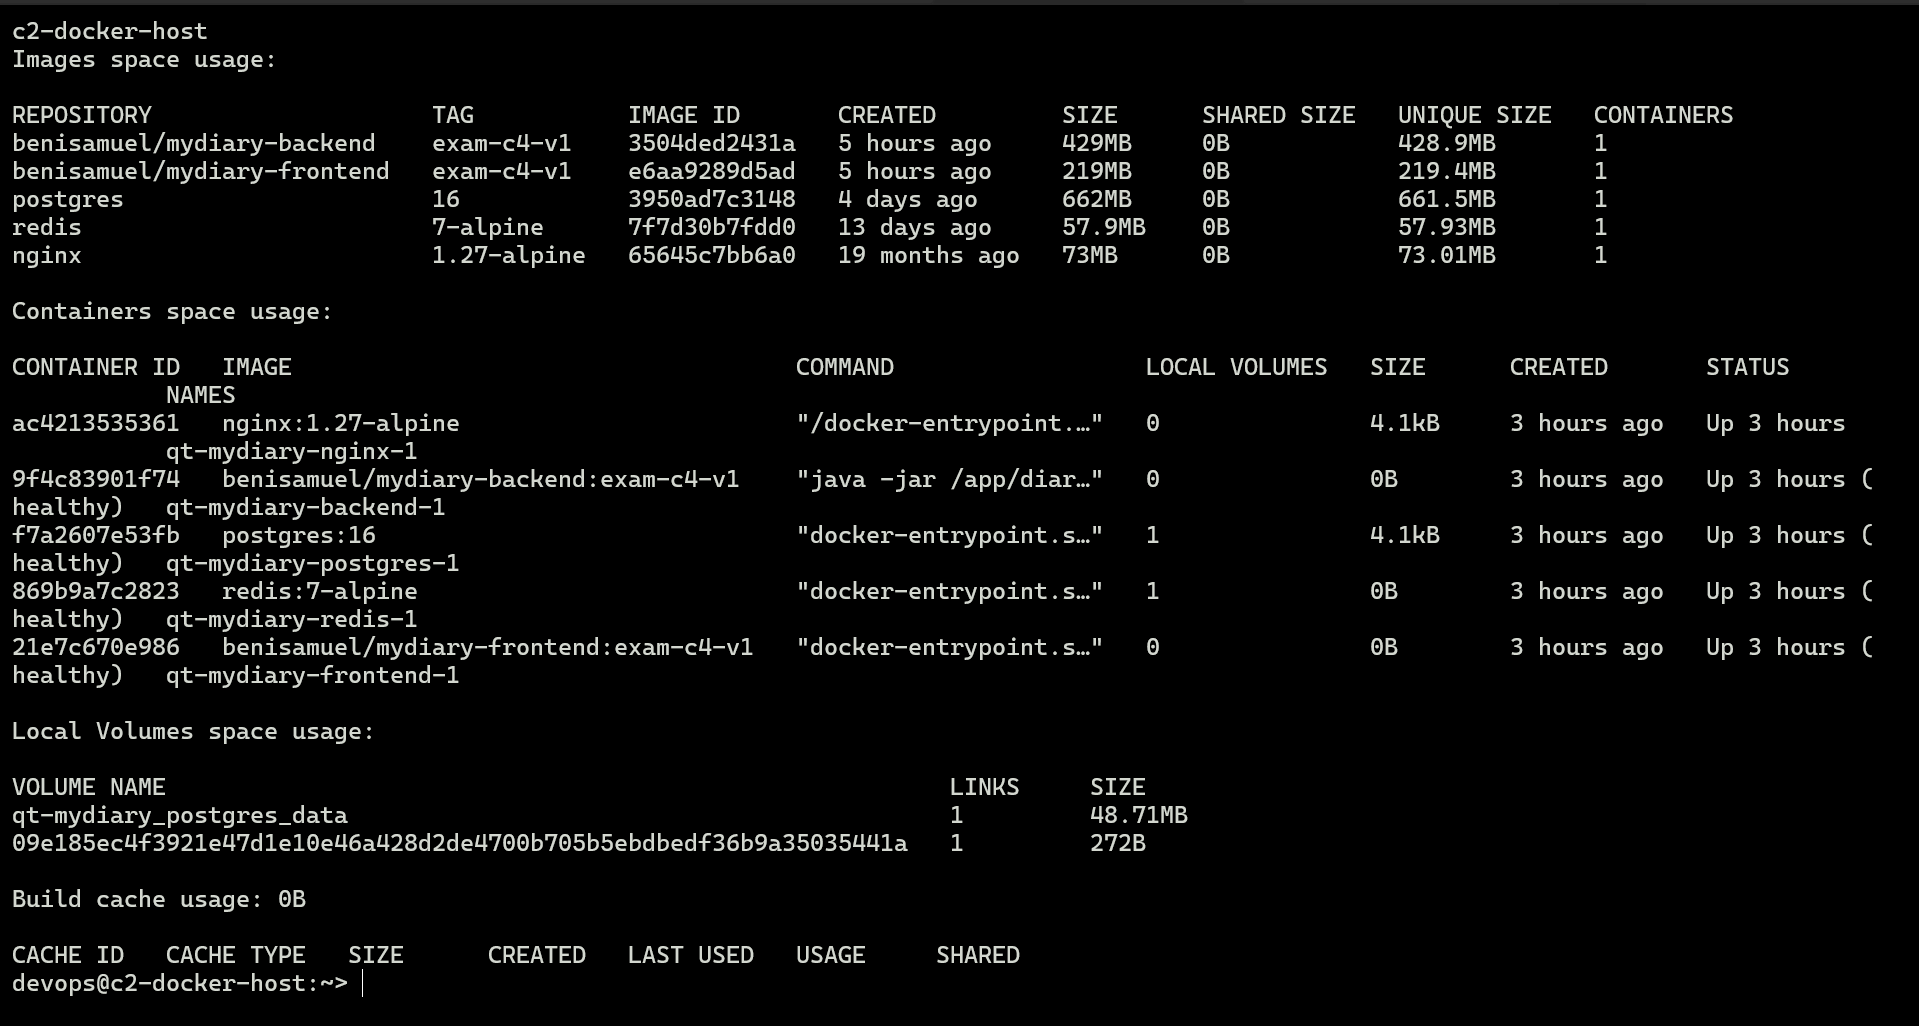 c2-docker-host
Images space usage:
REPOSITORY TAG IMAGE ID CREATED SIZE SHARED SIZE UNIQUE SIZE CONTAINERS
benisamuel/mydiary-backend exam-c4-v1 3504ded2431a 5 hours ago 429MB 0B 428.9MB 1
benisamuel/mydiary-frontend exam-c4-v1 e6aa9289d5ad 5 hours ago 219MB 0B 219.4MB 1
postgres 16 3950ad7c3148 4 days ago 662MB 0B 661.5MB 1
redis 7-alpine 7f7d30b7fdd0 13 days ago 57.9MB 0B 57.93MB 1
nginx 1.27-alpine 65645c7bb6a0 19 months ago 73MB 0B 73.01MB 1
Containers space usage:
CONTAINER ID IMAGE COMMAND LOCAL VOLUMES SIZE CREATED STATUS
NAMES
ac4213535361 nginx:1.27-alpine "/docker-entrypoint.…" 0 4.1kB 3 hours ago Up 3 hours
qt-mydiary-nginx-1
9f4c83901f74 benisamuel/mydiary-backend:exam-c4-v1 "java -jar /app/diar…" 0 0B 3 hours ago Up 3 hours (
healthy) qt-mydiary-backend-1
f7a2607e53fb postgres:16 "docker-entrypoint.s…" 1 4.1kB 3 hours ago Up 3 hours (
healthy) qt-mydiary-postgres-1
869b9a7c2823 redis:7-alpine "docker-entrypoint.s…" 1 0B 3 hours ago Up 3 hours (
healthy) qt-mydiary-redis-1
21e7c670e986 benisamuel/mydiary-frontend:exam-c4-v1 "docker-entrypoint.s…" 0 0B 3 hours ago Up 3 hours (
healthy) qt-mydiary-frontend-1
Local Volumes space usage:
VOLUME NAME LINKS SIZE
qt-mydiary_postgres_data 1 48.71MB
09e185ec4f3921e47d1e10e46a428d2de4700b705b5ebdbedf36b9a35035441a 1 272B
Build cache usage: 0B
CACHE ID CACHE TYPE SIZE CREATED LAST USED USAGE SHARED
devops@c2-docker-host:~>